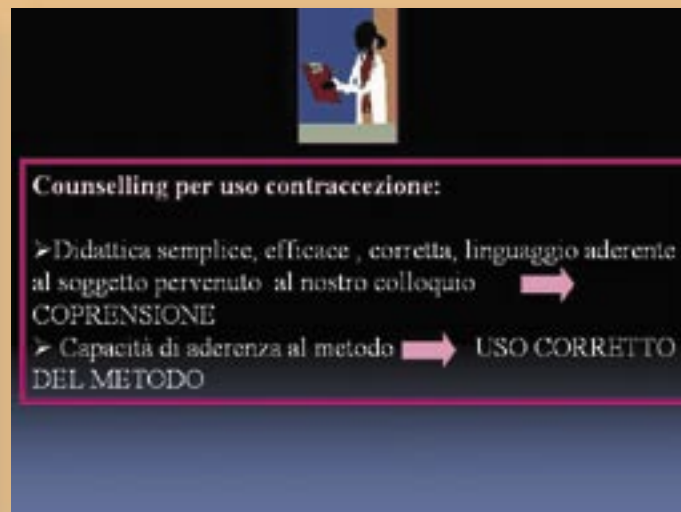 Counselling per uso contraccezione:
➢Didattica semplice, efficace , corretta, linguaggio aderente
al soggetto pervenuto al nostro colloquio
COPRENSIONE
➢ Capacità di aderenza al metodo USO CORRETTO
DEL METODO